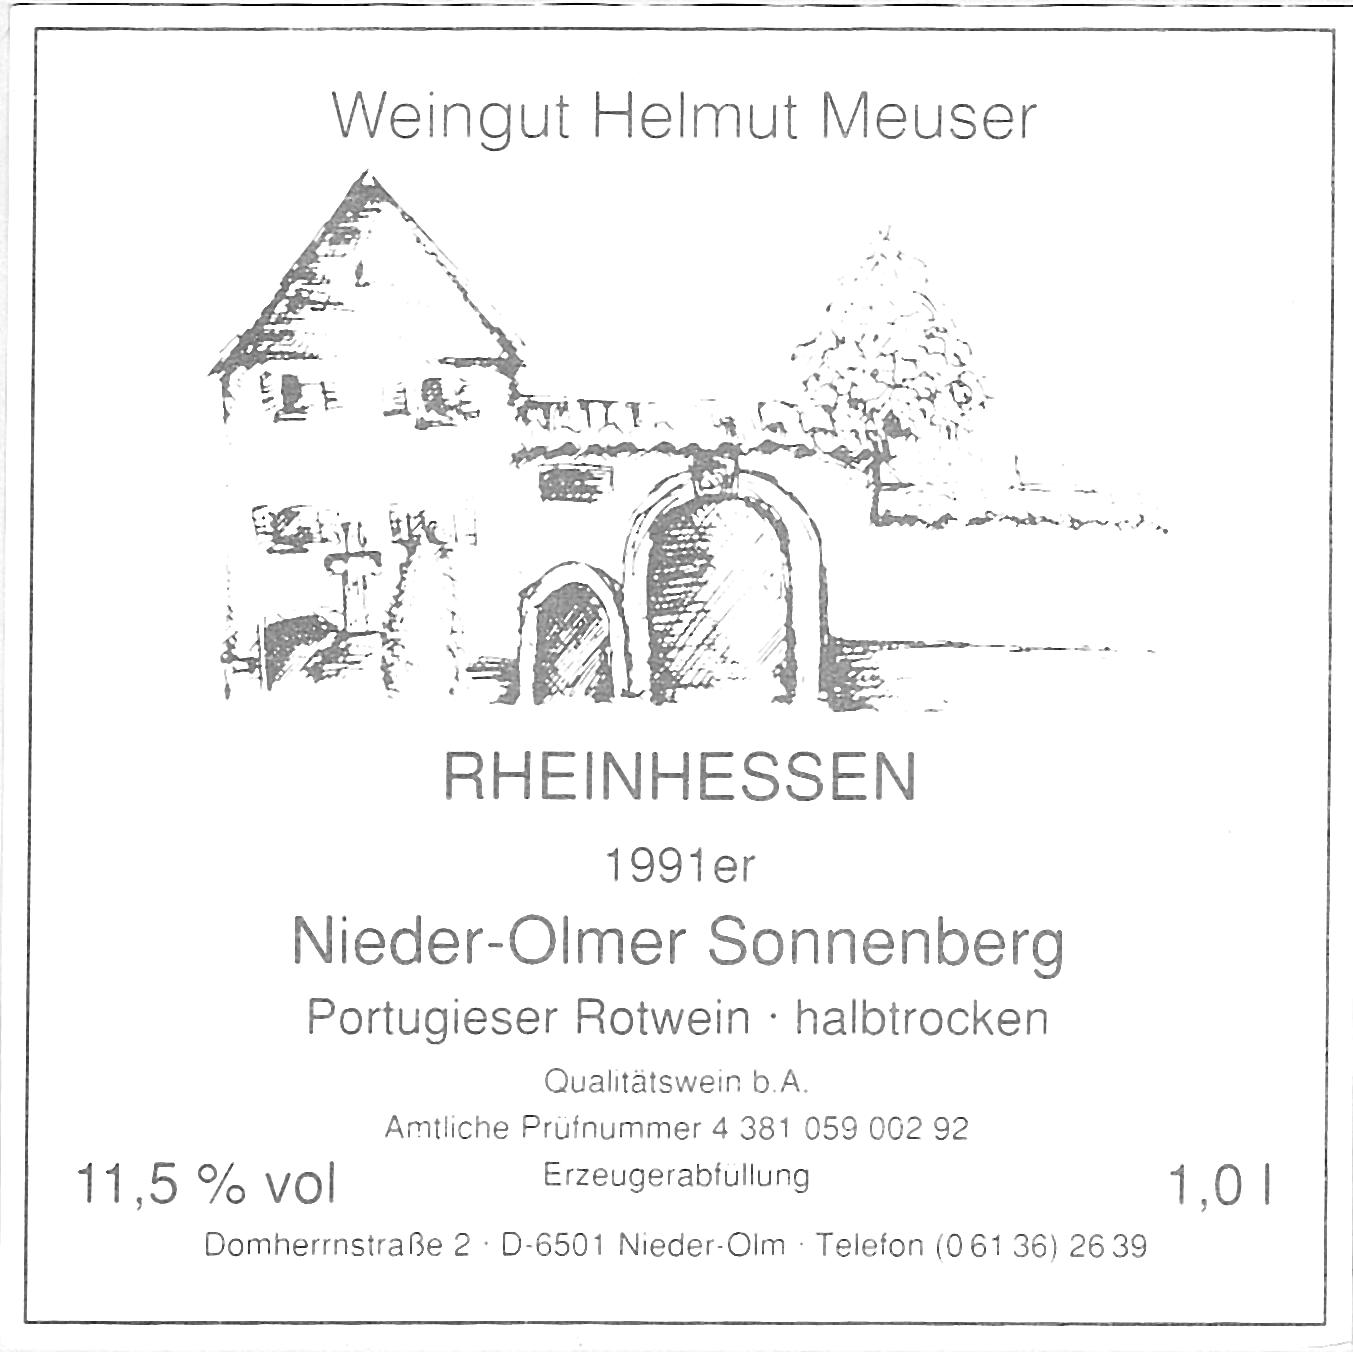 Weingut Helmut Meuser
RHEINHESSEN
1991er
Nieder-Olmer Sonnenberg
Portugieser Rotwein · halbtrocken
Qualitätswein b.A.
Amtliche Prüfnummer 4 381 059 002 92
11,5 % vol Erzeugerabfüllung 1,0 l
Domherrnstraße 2 · D-6501 Nieder-Olm · Telefon (0 61 36) 26 39